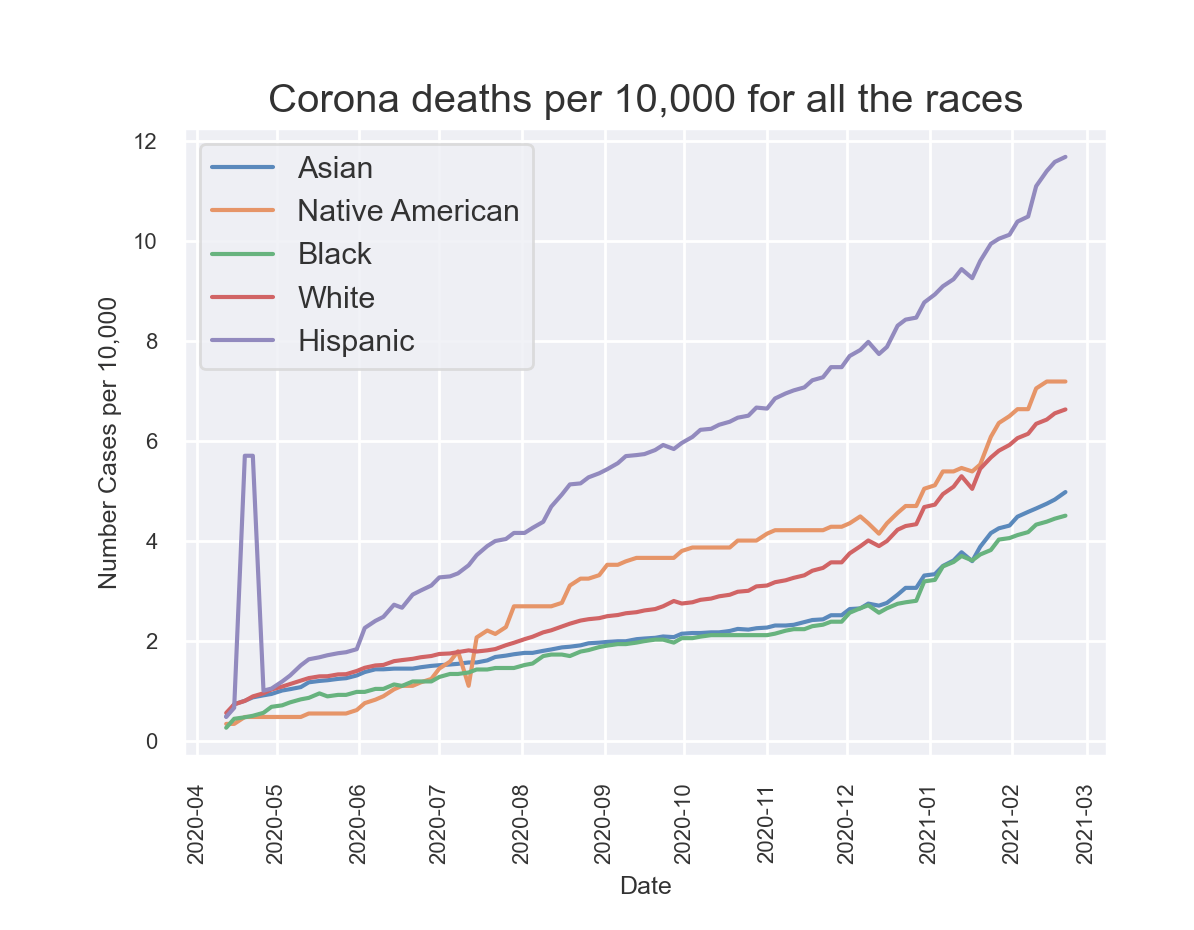 Corona deaths per 10,000 for all the races
Number Cases per 10,000
12
10
8
6
4
2
0
Asian
Native American
Black
White
Hispanic
2020-04
2020-05
2020-06
2020-07
2020-08
2020-09
2020-10
2020-11
2020-12
2021-01
2021-02
2021-03
Date